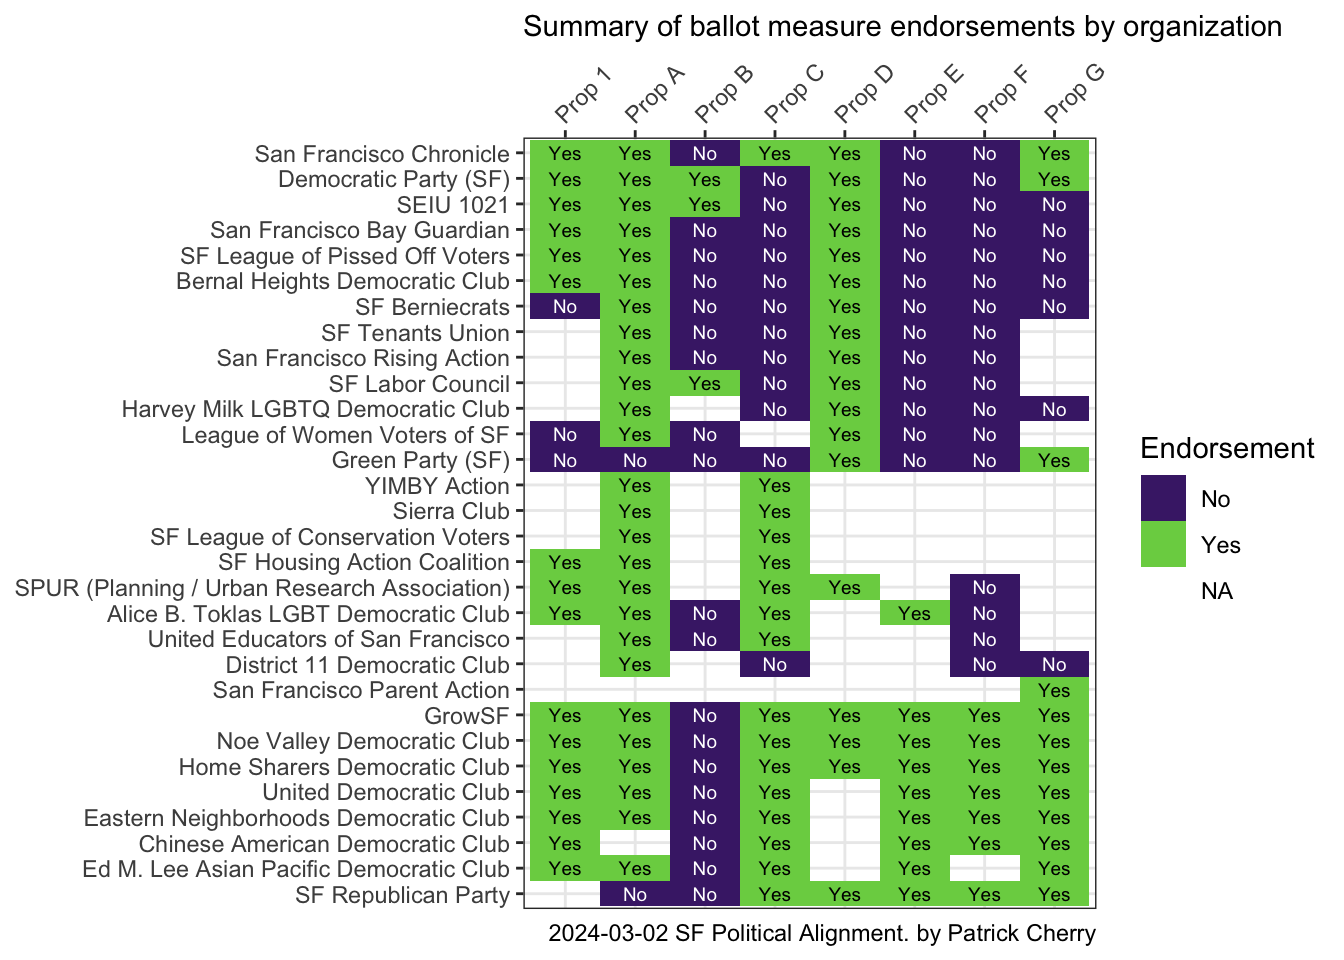 Summary of ballot measure endorsements by organization
Prop 1 Prop A Prop B Prop C Prop D Prop E Prop F Prop G
San Francisco Chronicle Yes Yes No Yes Yes No No Yes
Democratic Party (SF) Yes Yes Yes No Yes No No Yes
SEIU 1021 Yes Yes Yes No Yes No No No
San Francisco Bay Guardian Yes Yes No No Yes No No No
SF League of Pissed Off Voters Yes Yes No No Yes No No No
Bernal Heights Democratic Club Yes Yes No No Yes No No No
SF Berniecrats No Yes No No Yes No No No
SF Tenants Union Yes No No Yes No No
San Francisco Rising Action Yes No No Yes No No
SF Labor Council Yes Yes No Yes No No
Harvey Milk LGBTQ Democratic Club Yes No Yes No No No
League of Women Voters of SF No Yes No Yes No No
Green Party (SF) No No No No Yes No No Yes
YIMBY Action Yes Yes
Sierra Club Yes Yes
SF League of Conservation Voters Yes Yes
SF Housing Action Coalition Yes Yes Yes
SPUR (Planning / Urban Research Association) Yes Yes Yes Yes No
Alice B. Toklas LGBT Democratic Club Yes Yes No Yes Yes No
United Educators of San Francisco Yes No Yes No
District 11 Democratic Club Yes No No No
San Francisco Parent Action Yes
GrowSF Yes Yes No Yes Yes Yes Yes Yes
Noe Valley Democratic Club Yes Yes No Yes Yes Yes Yes Yes
Home Sharers Democratic Club Yes Yes No Yes Yes Yes Yes Yes
United Democratic Club Yes Yes No Yes Yes Yes Yes
Eastern Neighborhoods Democratic Club Yes Yes No Yes Yes Yes Yes
Chinese American Democratic Club Yes No Yes Yes Yes Yes
Ed M. Lee Asian Pacific Democratic Club Yes Yes No Yes Yes Yes
SF Republican Party No No Yes Yes Yes Yes Yes
Endorsement
No
Yes
NA
2024-03-02 SF Political Alignment. by Patrick Cherry